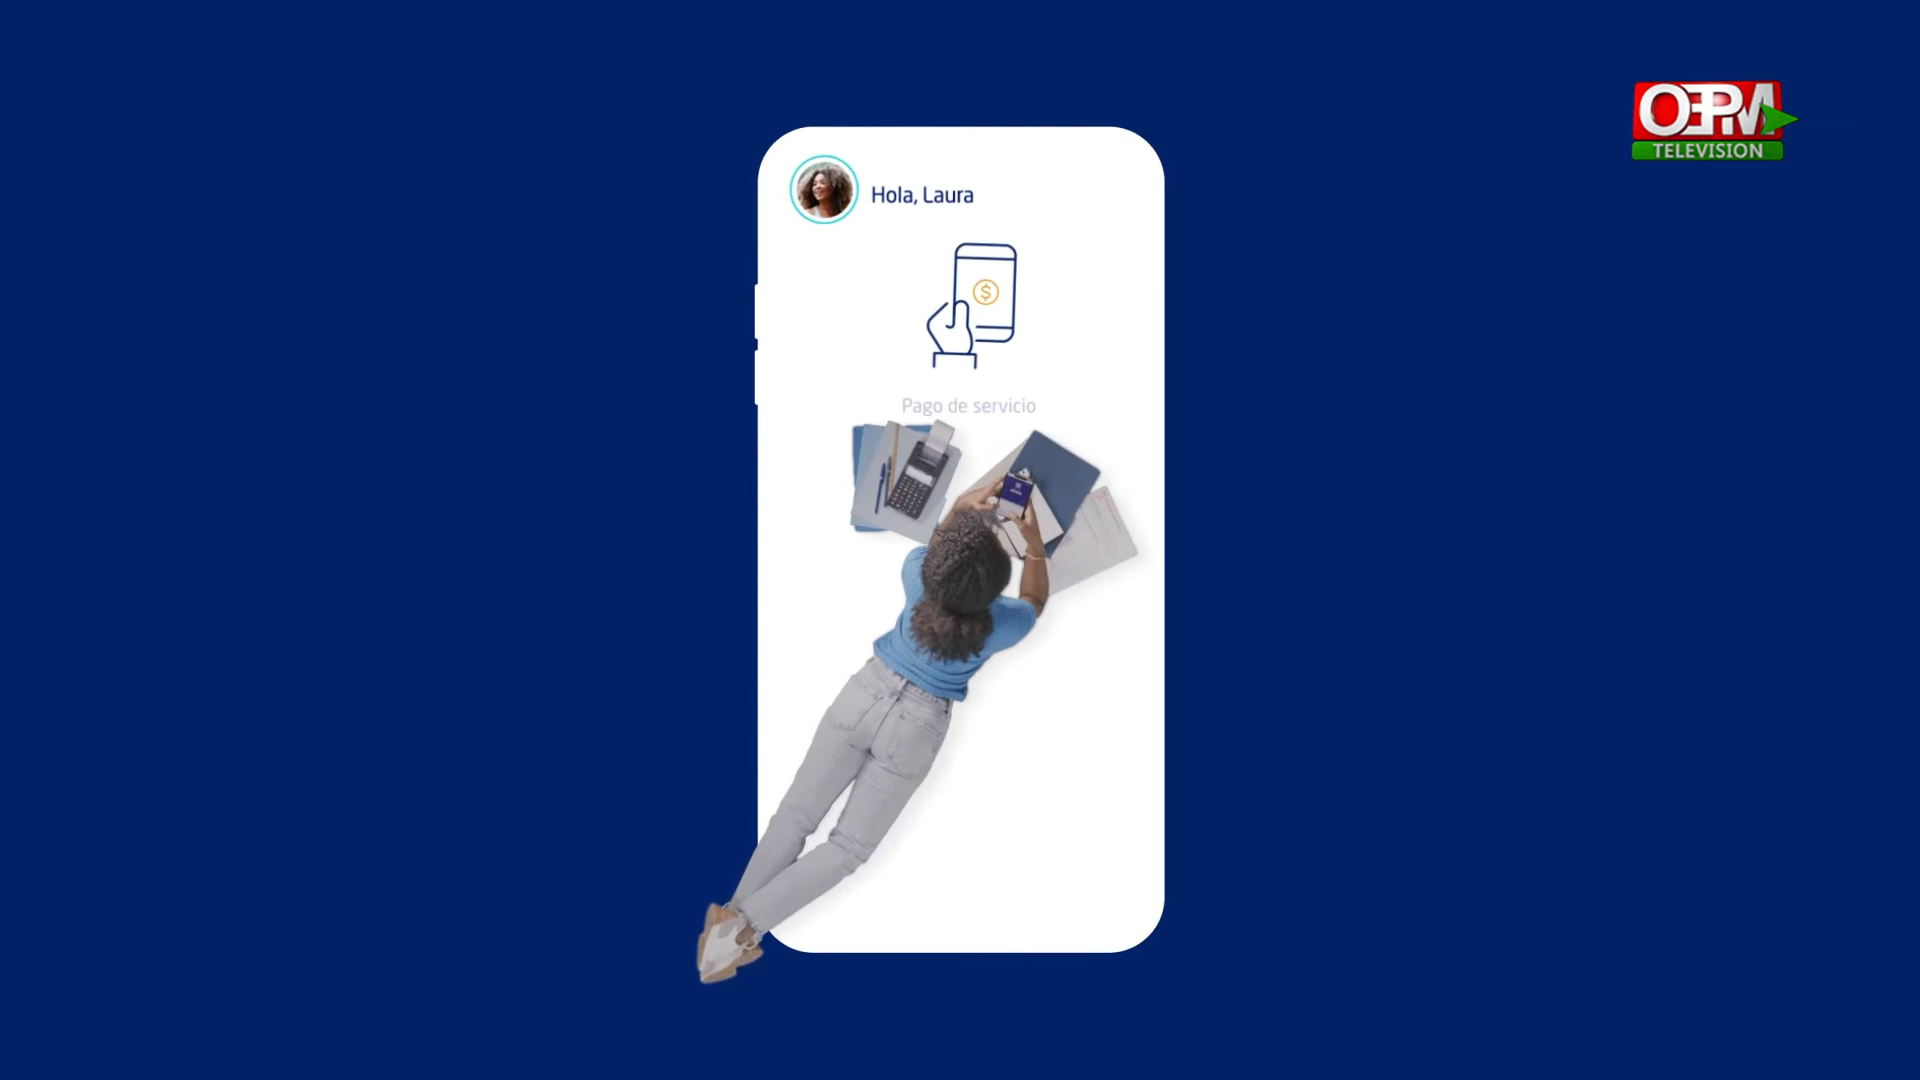 OEPM
TELEVISION
Hola, Laura
$
Pago de servicio